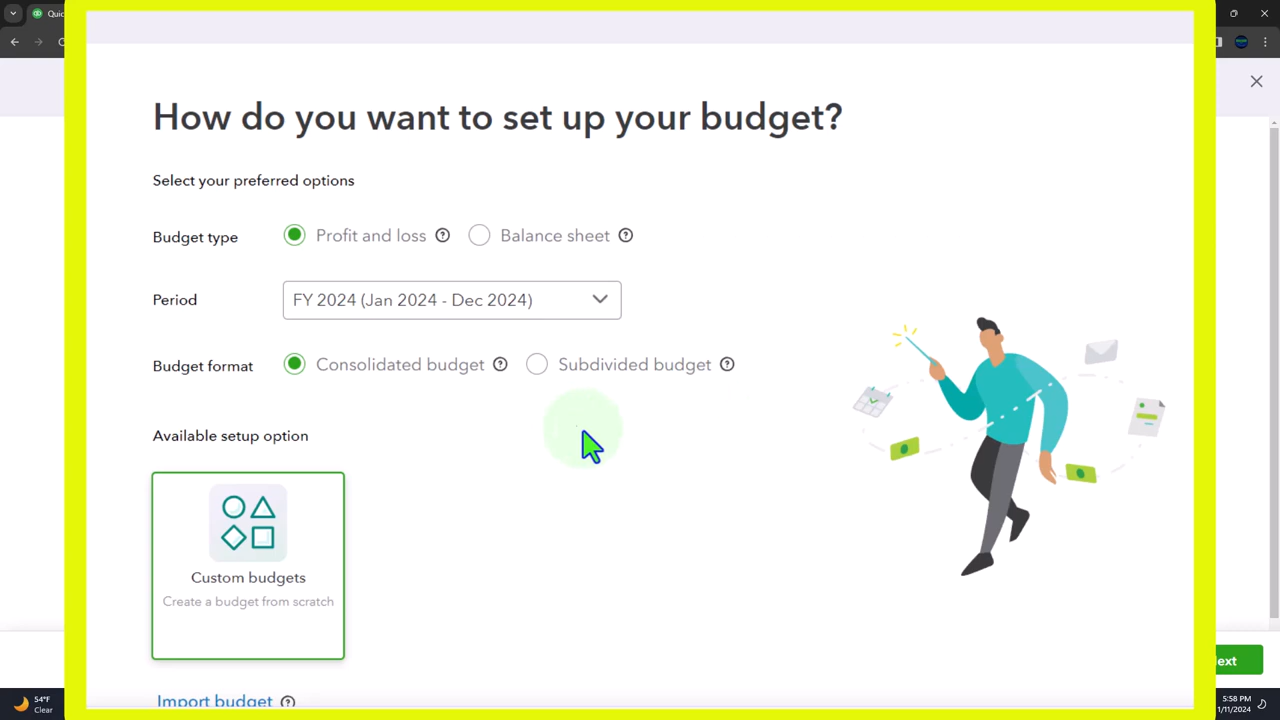 Quic
How do you want to set up your budget?
Select your preferred options
Budget type
Profit and loss
Balance sheet
Period
FY 2024 (Jan 2024 - Dec 2024)
Budget format
Consolidated budget
Subdivided budget
Available setup option
Custom budgets
Create a budget from scratch
Import budget
ext
54°F
Clear
5:58 PM
1/11/2024